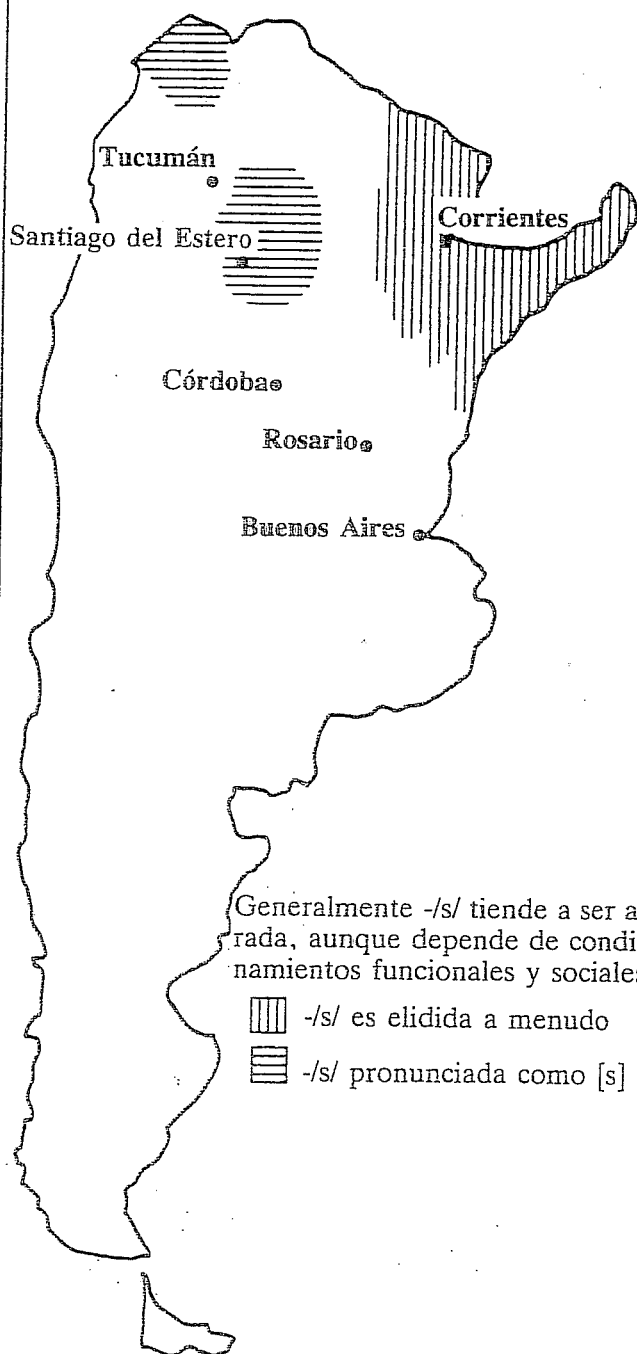 Tucumán
Corrientes
Santiago del Estero
Córdoba
Rosario
Buenos Aires
Generalmente -/s/ tiende a ser a
rada, aunque depende de condi
namientos funcionales y sociales
-/s/ es elidida a menudo
-/s/ pronunciada como [s]